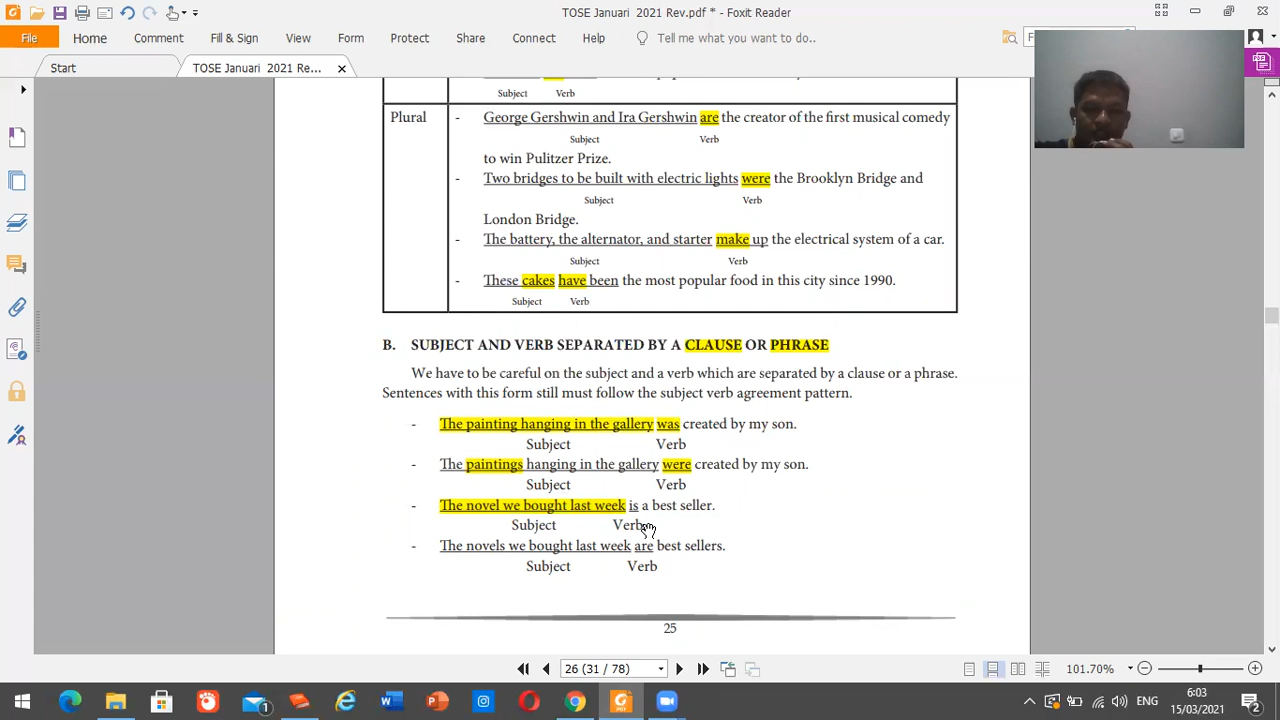 TOSE Januari 2021 Rev.pdf * - Foxit Reader
File Home Comment Fill & Sign View Form Protect Share Connect Help Tell me what you want to do...
Start TOSE Januari 2021 Re...
Subject Verb
Plural - George Gershwin and Ira Gershwin are the creator of the first musical comedy
Subject Verb
to win Pulitzer Prize.
- Two bridges to be built with electric lights were the Brooklyn Bridge and
Subject Verb
London Bridge.
- The battery, the alternator, and starter make up the electrical system of a car.
Subject Verb
- These cakes have been the most popular food in this city since 1990.
Subject Verb
B. SUBJECT AND VERB SEPARATED BY A CLAUSE OR PHRASE
We have to be careful on the subject and a verb which are separated by a clause or a phrase.
Sentences with this form still must follow the subject verb agreement pattern.
- The painting hanging in the gallery was created by my son.
Subject Verb
- The paintings hanging in the gallery were created by my son.
Subject Verb
- The novel we bought last week is a best seller.
Subject Verb
- The novels we bought last week are best sellers.
Subject Verb
25
26 (31 / 78) 101.70%
ENG 6:03
15/03/2021 2